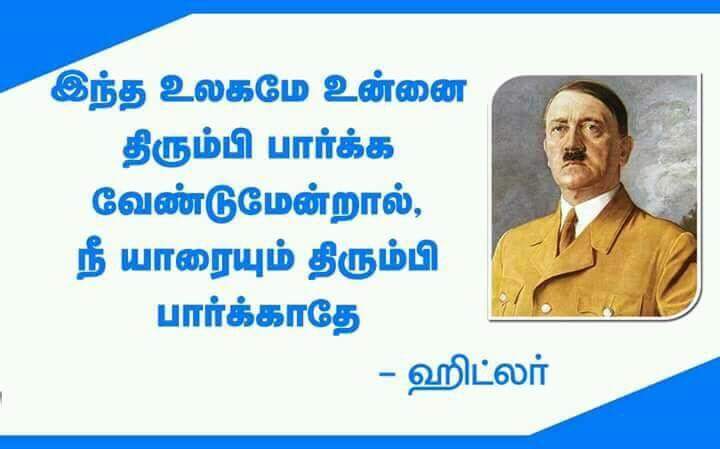 இந்த உலகமே உன்னை
திரும்பி பார்க்க
வேண்டுமேன்றால்,
நீ யாரையும் திரும்பி
பார்க்காதே
- ஹிட்லர்